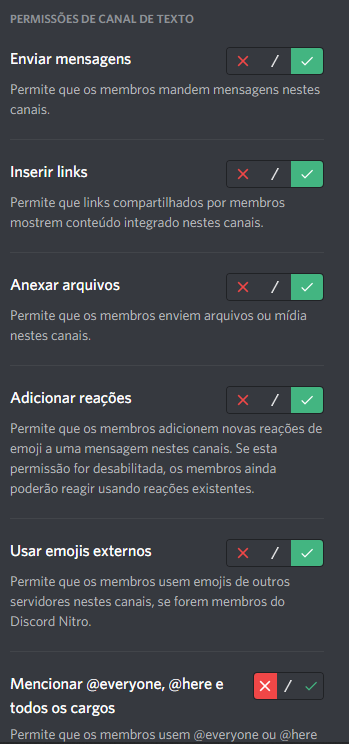 PERMISSÕES DE CANAL DE TEXTO
Enviar mensagens
Permite que os membros mandem mensagens nestes
canais.
Inserir links
Permite que links compartilhados por membros
mostrem conteúdo integrado nestes canais.
Anexar arquivos
Permite que os membros enviem arquivos ou mídia
nestes canais.
Adicionar reações
Permite que os membros adicionem novas reações de
emoji a uma mensagem nestes canais. Se esta
permissão for desabilitada, os membros ainda
poderão reagir usando reações existentes.
Usar emojis externos
Permite que os membros usem emojis de outros
servidores nestes canais, se forem membros do
Discord Nitro.
Mencionar @everyone, @here e
todos os cargos
Permite que os membros usem @everyone ou @here